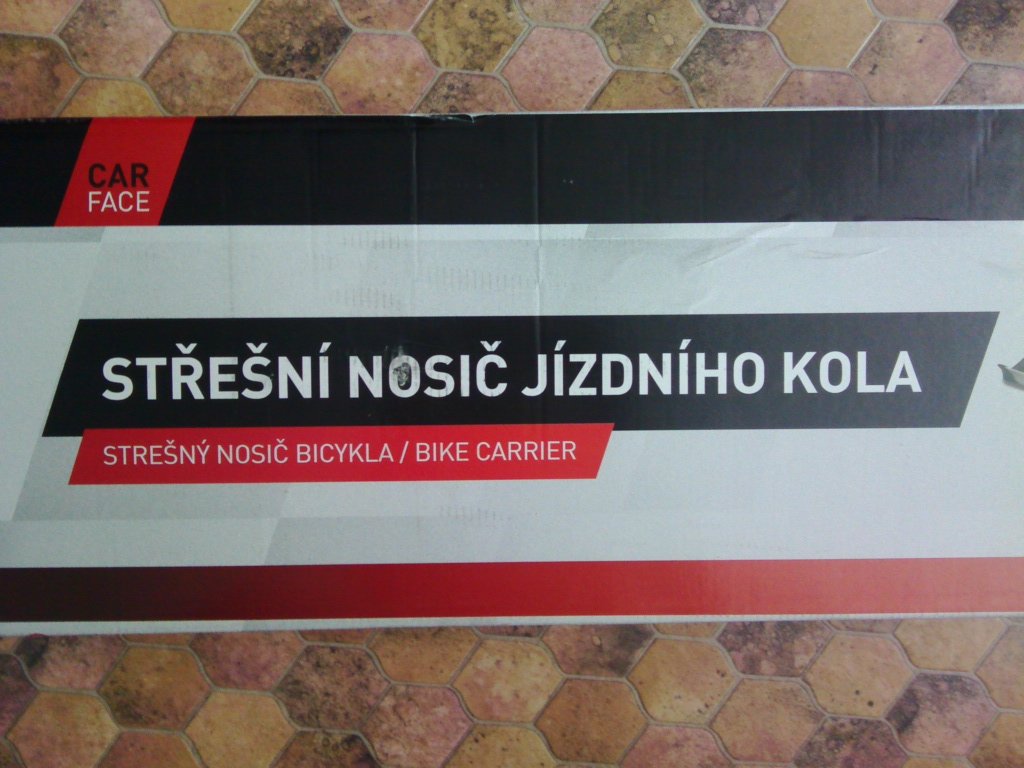 CAR
FACE
STŘEŠNÍ NOSIČ JÍZDNÍHO KOLA
STREŠNÝ NOSIČ BICYKLA / BIKE CARRIER